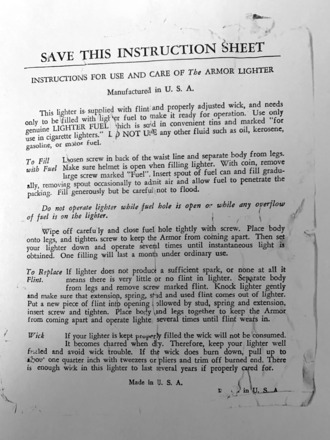 SAVE THIS INSTRUCTION SHEET
INSTRUCTIONS FOR USE AND CARE OF The ARMOR LIGHTER
Manufactured in U. S. A.
This lighter is supplied with flint and properly adjusted wick, and needs
only to be filled with lighter fuel to make it ready for operation. Use only
genuine LIGHTER FUEL which is sold in convenient tins and marked "for
use in cigarette lighters." DO NOT USE any other fluid such as oil, kerosene,
gasoline, or motor fuel.
To Fill Loosen screw in back of the waist line and separate body from legs.
with Fuel Make sure helmet is open when filling lighter. With coin, remove
large screw marked "Fuel". Insert spout of fuel can and fill gradu-
ally, removing spout occasionally to admit air and allow fuel to penetrate the
packing. Fill generously but be careful not to flood.
Do not operate lighter while fuel hole is open or while any overflow
of fuel is on the lighter.
Wipe off carefully and close fuel hole tightly with screw. Place body
onto legs, and tighten screw to keep the Armor from coming apart. Then set
your lighter down and operate several times until instantaneous light is
obtained. One filling will last a month under ordinary use.
To Replace If lighter does not produce a sufficient spark, or none at all it
Flint. means there is very little or no flint in lighter. Separate body
from legs and remove screw marked flint. Knock lighter gently
and make sure that extension, spring, stud and used flint comes out of lighter.
Put a new piece of flint into opening followed by stud, spring and extension,
insert screw and tighten. Place body and legs together to keep the Armor
from coming apart and operate lighter several times until flint wears in.
Wick If your lighter is kept properly filled the wick will not be consumed.
It becomes charred when dry. Therefore, keep your lighter well
fueled and avoid wick trouble. If the wick does burn down, pull up to
about one quarter inch with tweezers or pliers and trim off burned end. There
is enough wick in this lighter to last several years if properly cared for.
Made in U. S. A.
in U. S. A